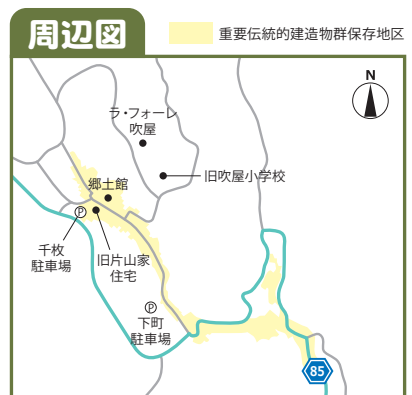 周辺図
重要伝統的建造物群保存地区
N
ラ・フォーレ
吹屋
旧吹屋小学校
郷土館
P
千枚
駐車場
旧片山家
住宅
P
下町
駐車場
85